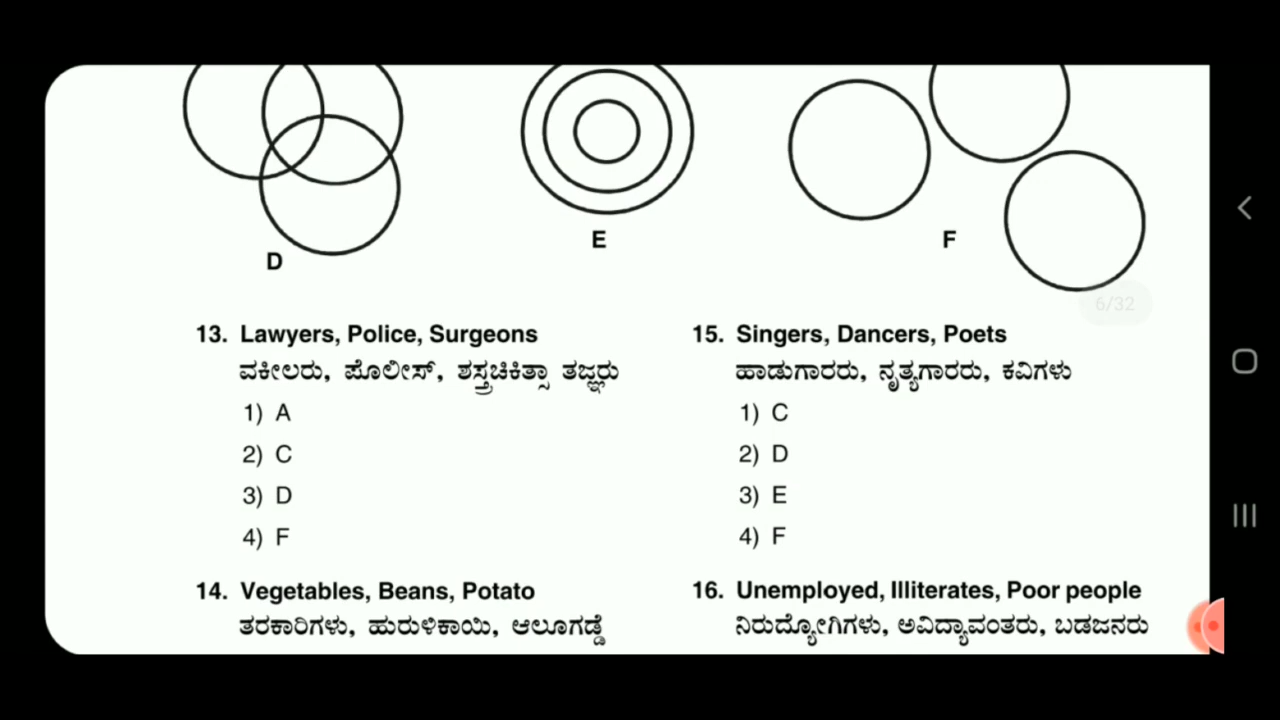 D
E
F
6/32
13. Lawyers, Police, Surgeons
ವಕೀಲರು, ಪೊಲೀಸ್, ಶಸ್ತ್ರಚಿಕಿತ್ಸಾ ತಜ್ಞರು
1) A
2) C
3) D
4) F
14. Vegetables, Beans, Potato
ತರಕಾರಿಗಳು, ಹುರುಳಿಕಾಯಿ, ಆಲೂಗಡ್ಡೆ
15. Singers, Dancers, Poets
ಹಾಡುಗಾರರು, ನೃತ್ಯಗಾರರು, ಕವಿಗಳು
1) C
2) D
3) E
4) F
16. Unemployed, Illiterates, Poor people
ನಿರುದ್ಯೋಗಿಗಳು, ಅವಿದ್ಯಾವಂತರು, ಬಡಜನರು